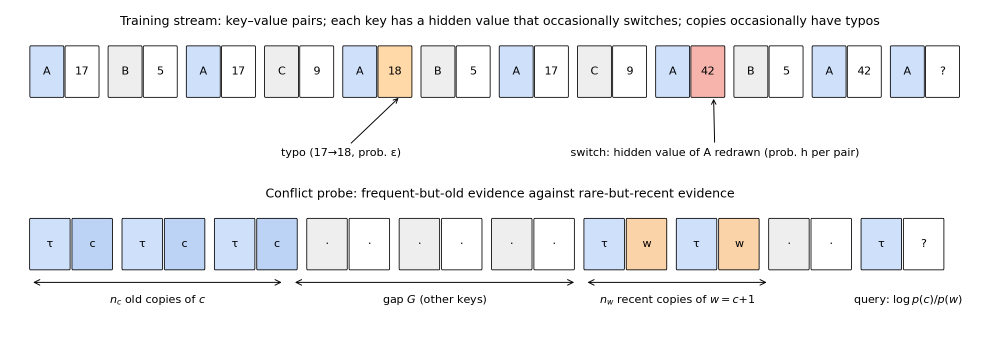 Training stream: key–value pairs; each key has a hidden value that occasionally switches; copies occasionally have typos
A 17 B 5 A 17 C 9 A 18 B 5 A 17 C 9 A 42 B 5 A 42 A ?
typo (17→18, prob. ε)
switch: hidden value of A redrawn (prob. h per pair)
Conflict probe: frequent-but-old evidence against rare-but-recent evidence
τ c τ c τ c · · · · · · τ w τ w · · τ ?
n_c old copies of c
gap G (other keys)
n_w recent copies of w = c+1
query: log p(c)/p(w)